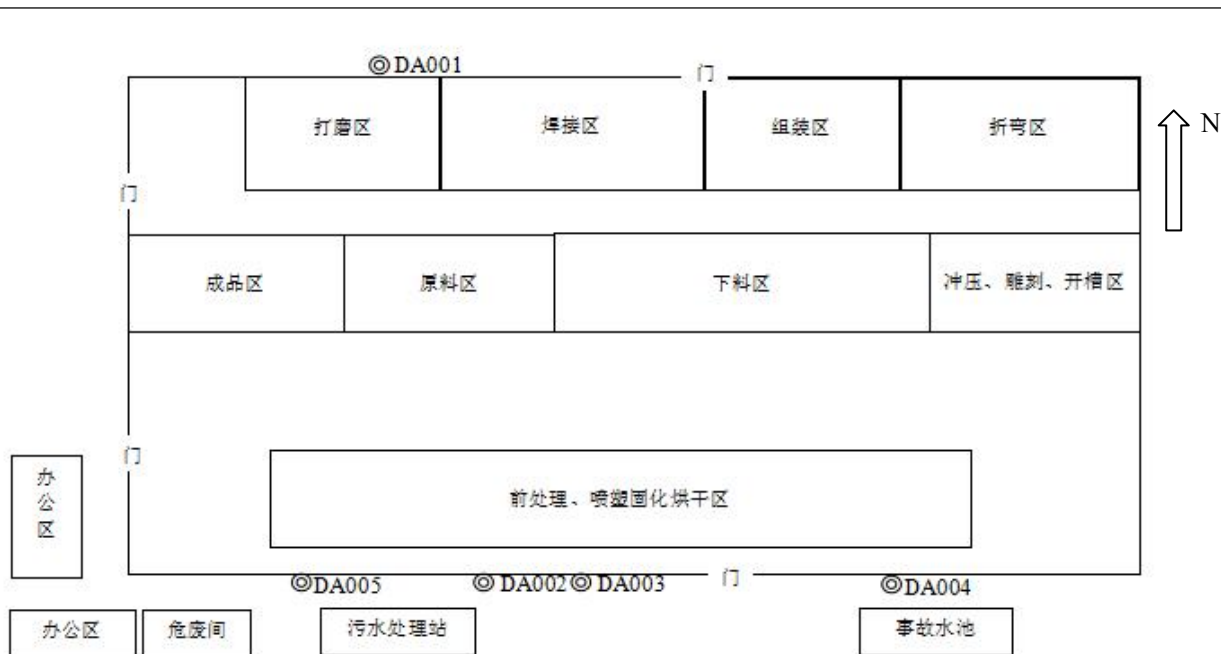 ◎DA001
门
打磨区
焊接区
组装区
折弯区
N
门
成品区
原料区
下料区
冲压、雕刻、开槽区
门
办公区
前处理、喷塑固化烘干区
◎DA005
◎DA002
◎DA003
门
◎DA004
办公区
危废间
污水处理站
事故水池